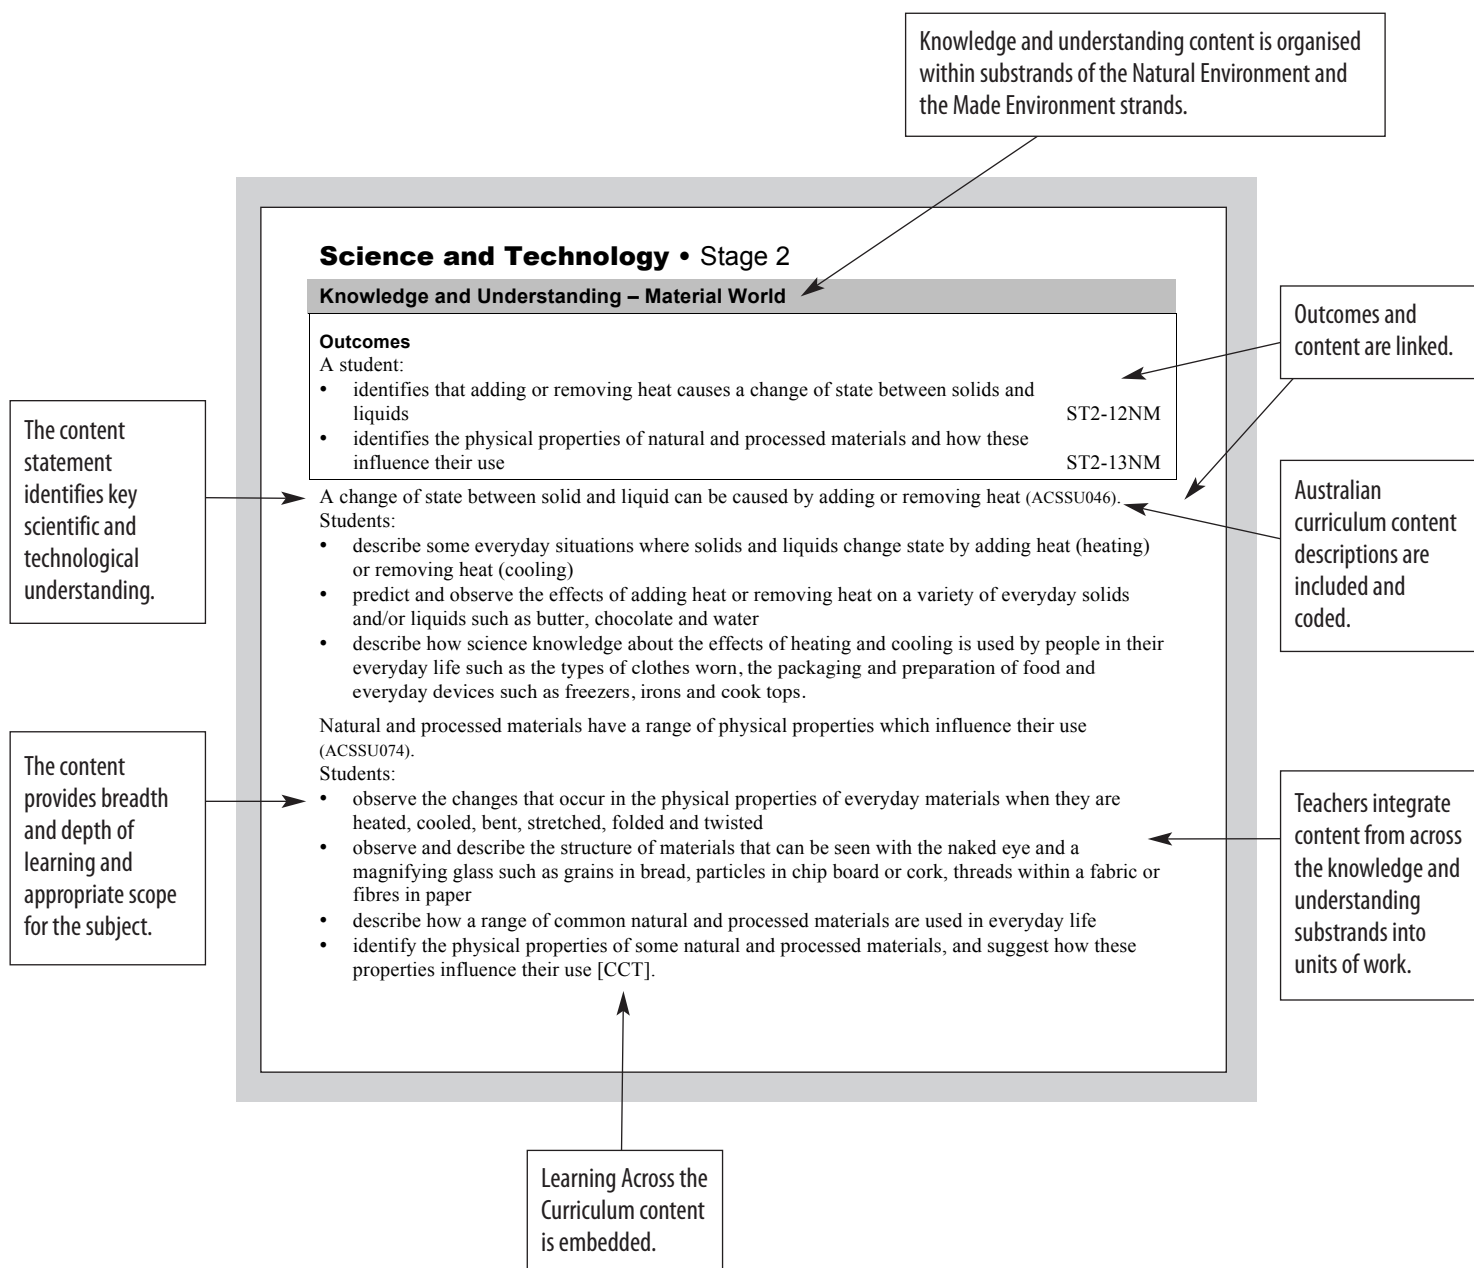 Knowledge and understanding content is organised
within substrands of the Natural Environment and
the Made Environment strands.
Science and Technology • Stage 2
Knowledge and Understanding – Material World
Outcomes
A student:
• identifies that adding or removing heat causes a change of state between solids and
liquids ST2-12NM
• identifies the physical properties of natural and processed materials and how these
influence their use ST2-13NM
A change of state between solid and liquid can be caused by adding or removing heat (ACSSU046).
Students:
• describe some everyday situations where solids and liquids change state by adding heat (heating)
or removing heat (cooling)
• predict and observe the effects of adding heat or removing heat on a variety of everyday solids
and/or liquids such as butter, chocolate and water
• describe how science knowledge about the effects of heating and cooling is used by people in their
everyday life such as the types of clothes worn, the packaging and preparation of food and
everyday devices such as freezers, irons and cook tops.
Natural and processed materials have a range of physical properties which influence their use
(ACSSU074).
Students:
• observe the changes that occur in the physical properties of everyday materials when they are
heated, cooled, bent, stretched, folded and twisted
• observe and describe the structure of materials that can be seen with the naked eye and a
magnifying glass such as grains in bread, particles in chip board or cork, threads within a fabric or
fibres in paper
• describe how a range of common natural and processed materials are used in everyday life
• identify the physical properties of some natural and processed materials, and suggest how these
properties influence their use [CCT].
The content
statement
identifies key
scientific and
technological
understanding.
The content
provides breadth
and depth of
learning and
appropriate scope
for the subject.
Outcomes and
content are linked.
Australian
curriculum content
descriptions are
included and
coded.
Teachers integrate
content from across
the knowledge and
understanding
substrands into
units of work.
Learning Across the
Curriculum content
is embedded.